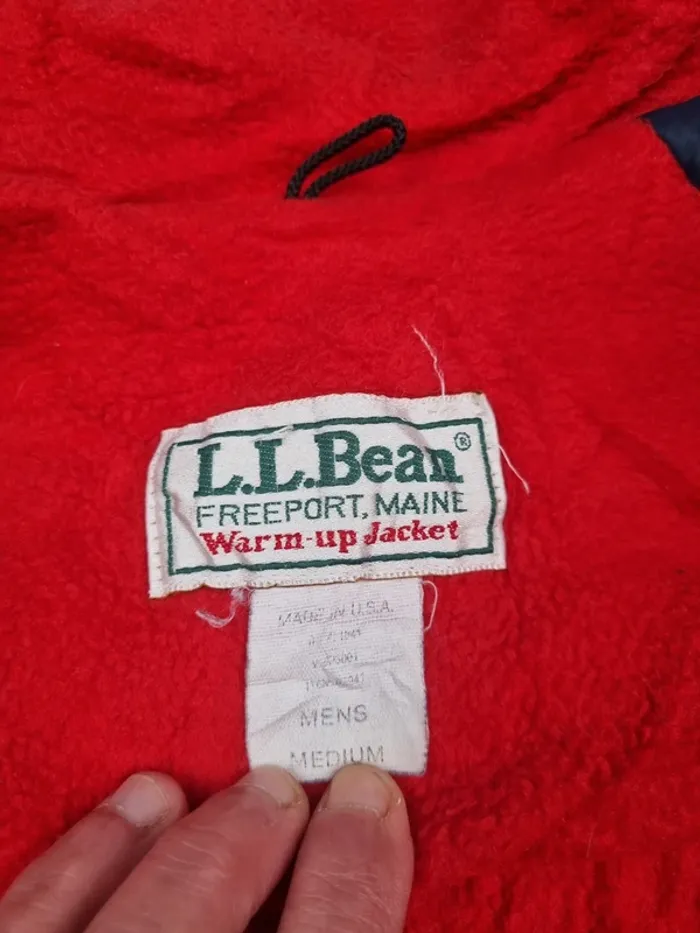 L.L.Bean®
FREEPORT, MAINE
Warm-up Jacket
MADE IN U.S.A.
MENS
MEDIUM